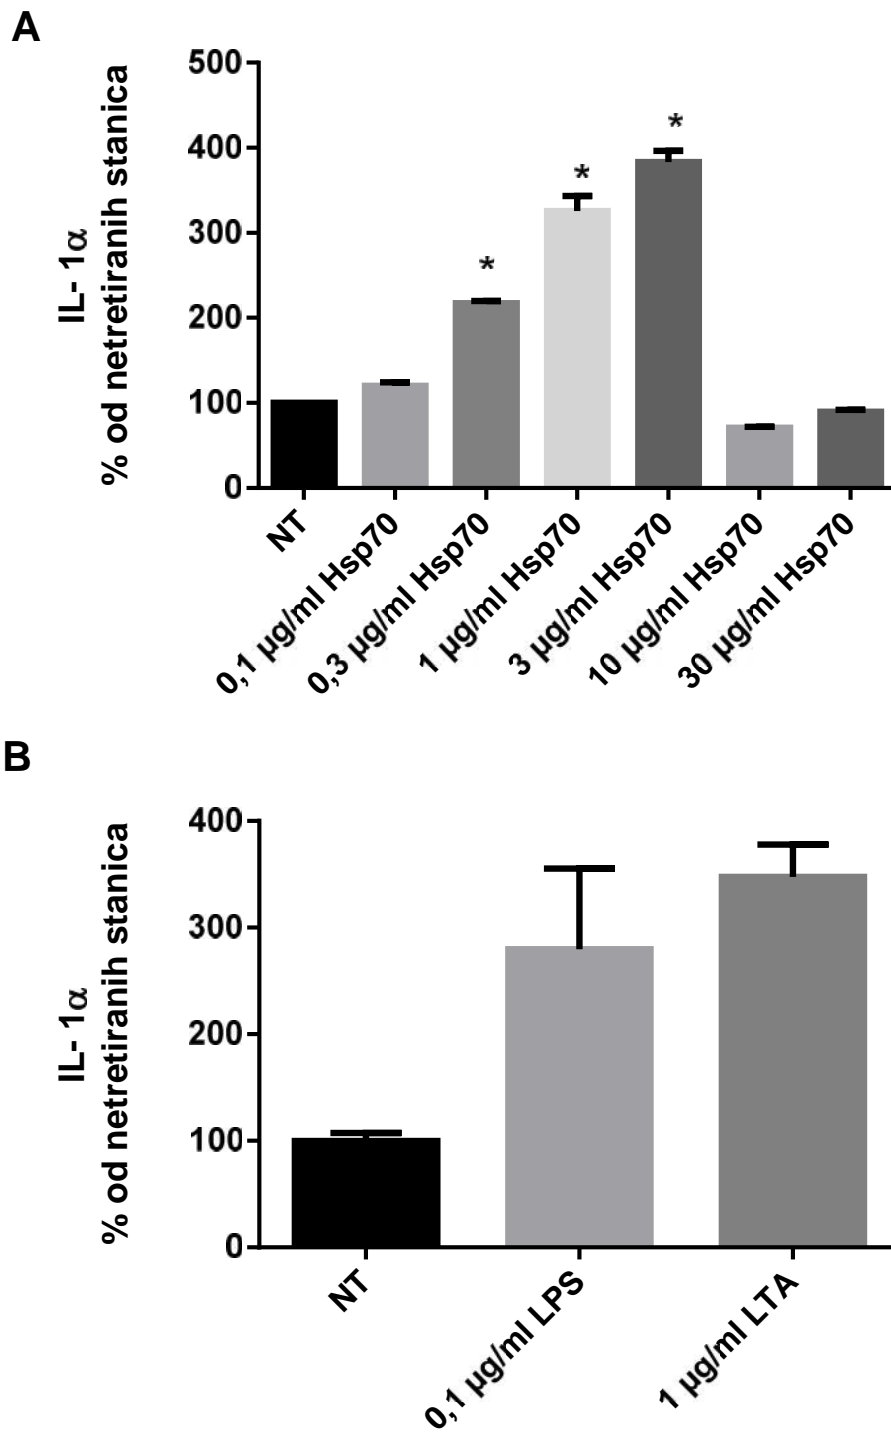 A
IL- 1α
% od netretiranih stanica
500
400
300
200
100
0
*
*
*
NT
0,1 µg/ml Hsp70
0,3 µg/ml Hsp70
1 µg/ml Hsp70
3 µg/ml Hsp70
10 µg/ml Hsp70
30 µg/ml Hsp70
B
IL- 1α
% od netretiranih stanica
400
300
200
100
0
NT
0,1 µg/ml LPS
1 µg/ml LTA